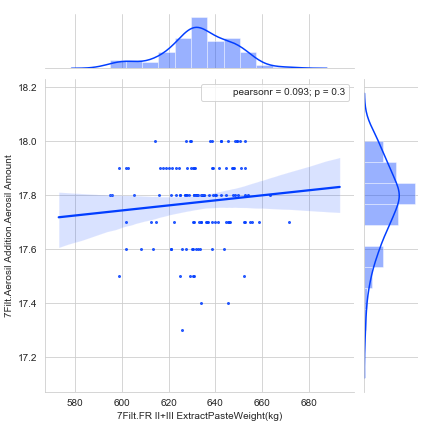 pearsonr = 0.093; p = 0.3
18.2
18.0
17.8
17.6
17.4
17.2
7Filt.Aerosil Addition.Aerosil Amount
580 600 620 640 660 680
7Filt.FR II+III ExtractPasteWeight(kg)